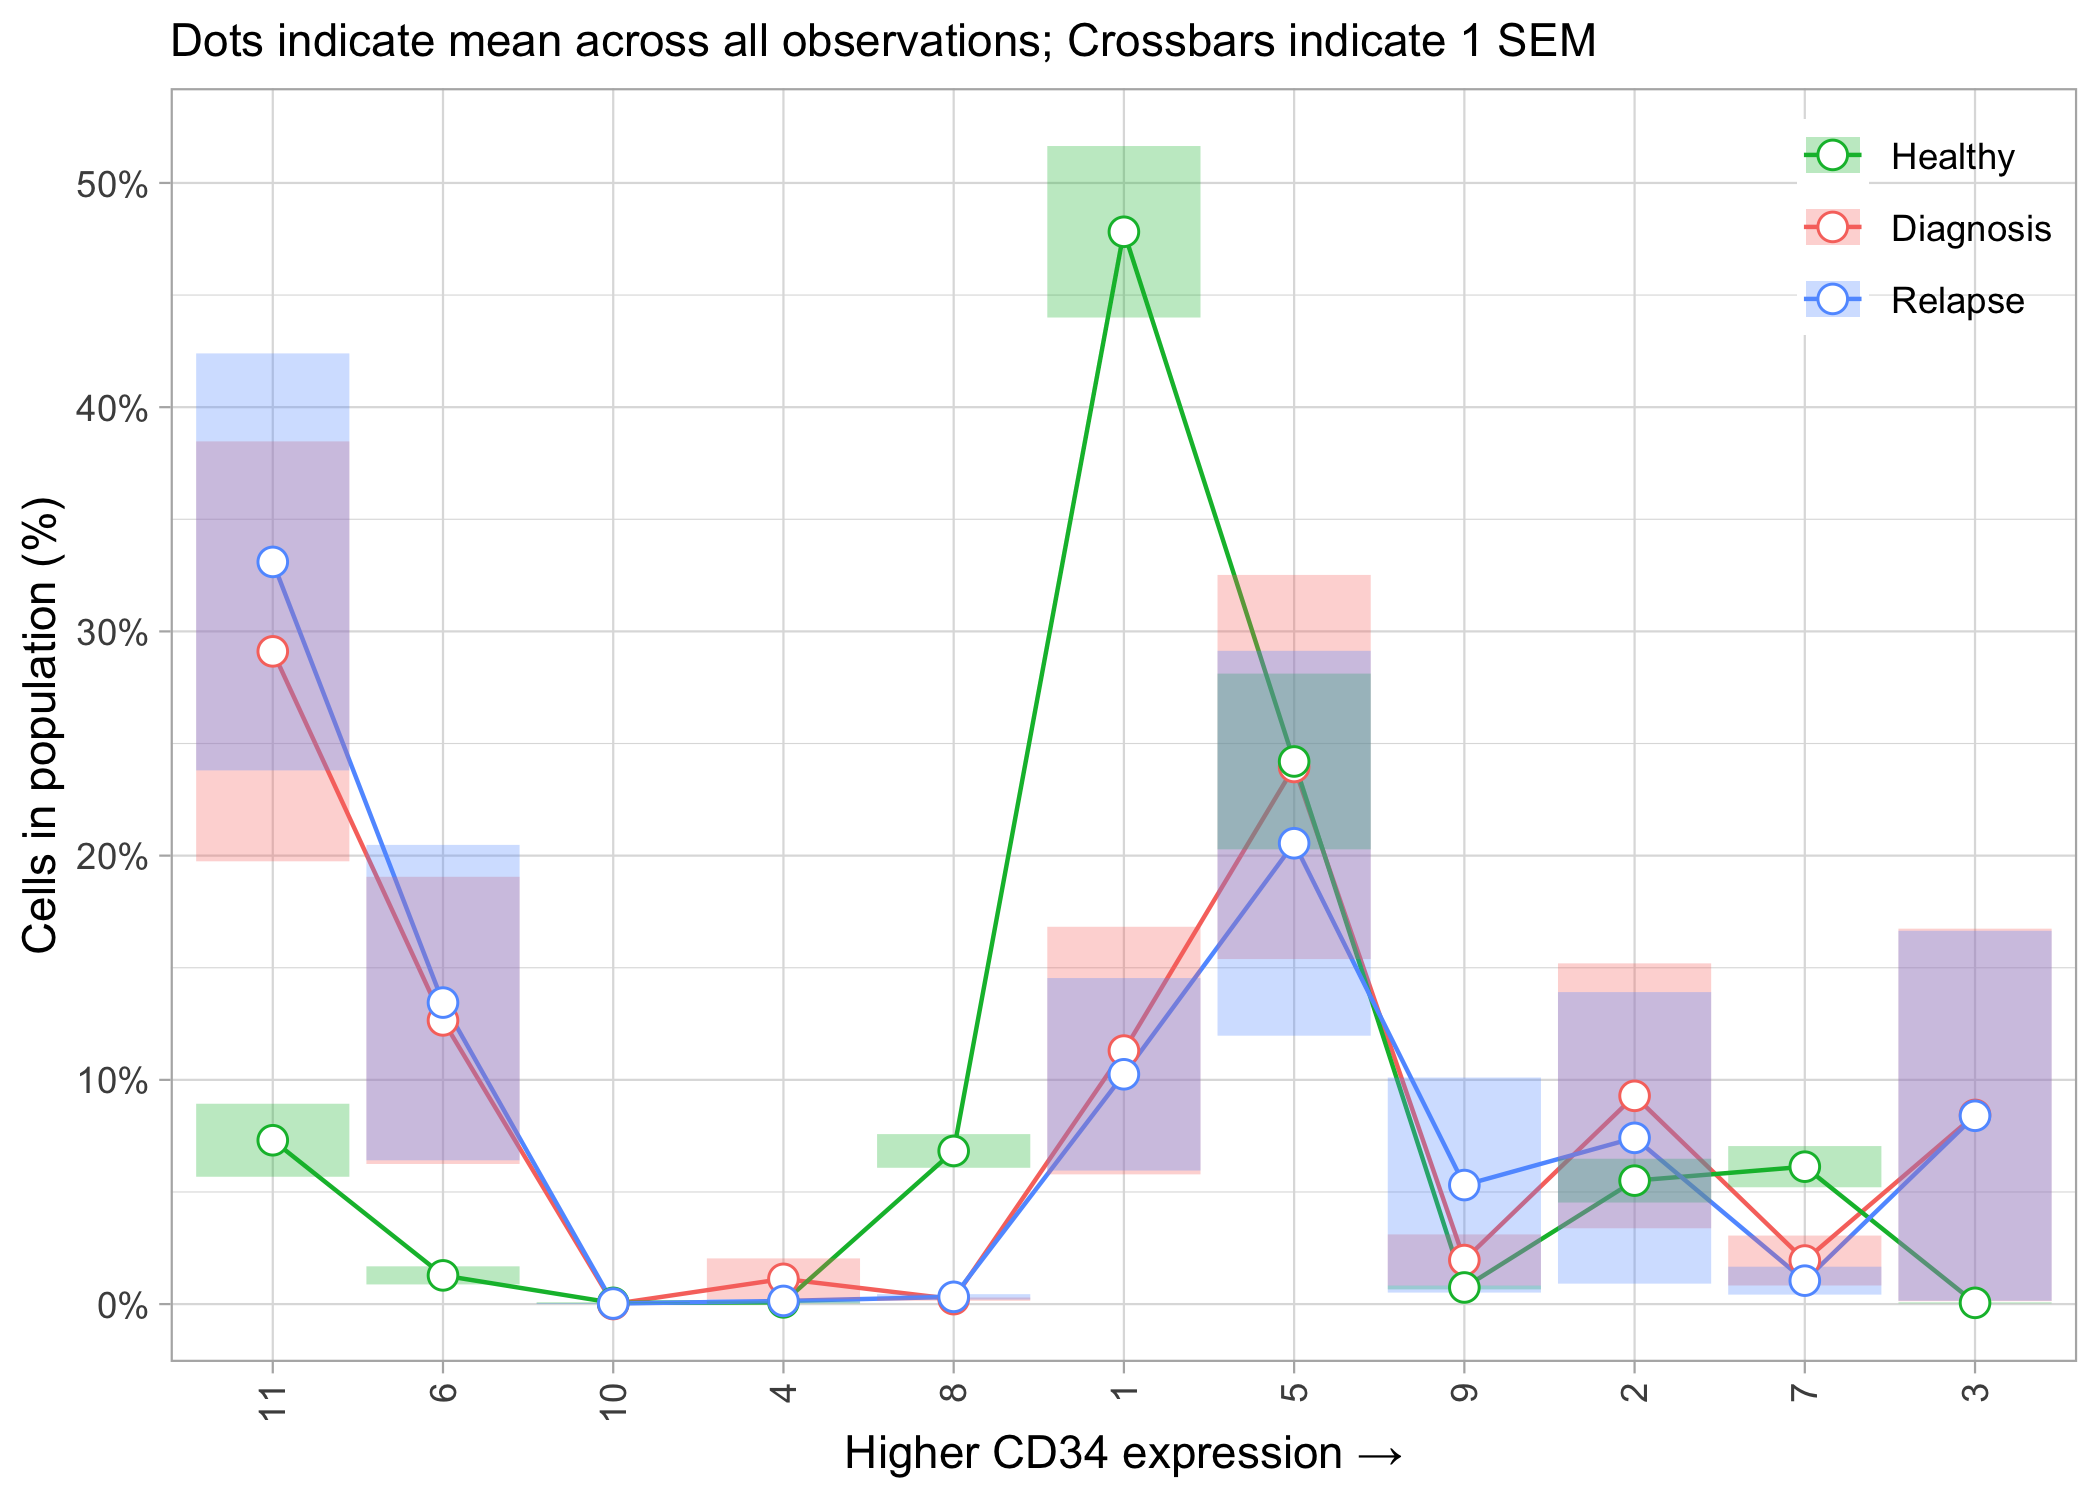 Dots indicate mean across all observations; Crossbars indicate 1 SEM
Healthy
Diagnosis
Relapse
Cells in population (%)
50%
40%
30%
20%
10%
0%
11 6 10 4 8 1 5 9 2 7 3
Higher CD34 expression →